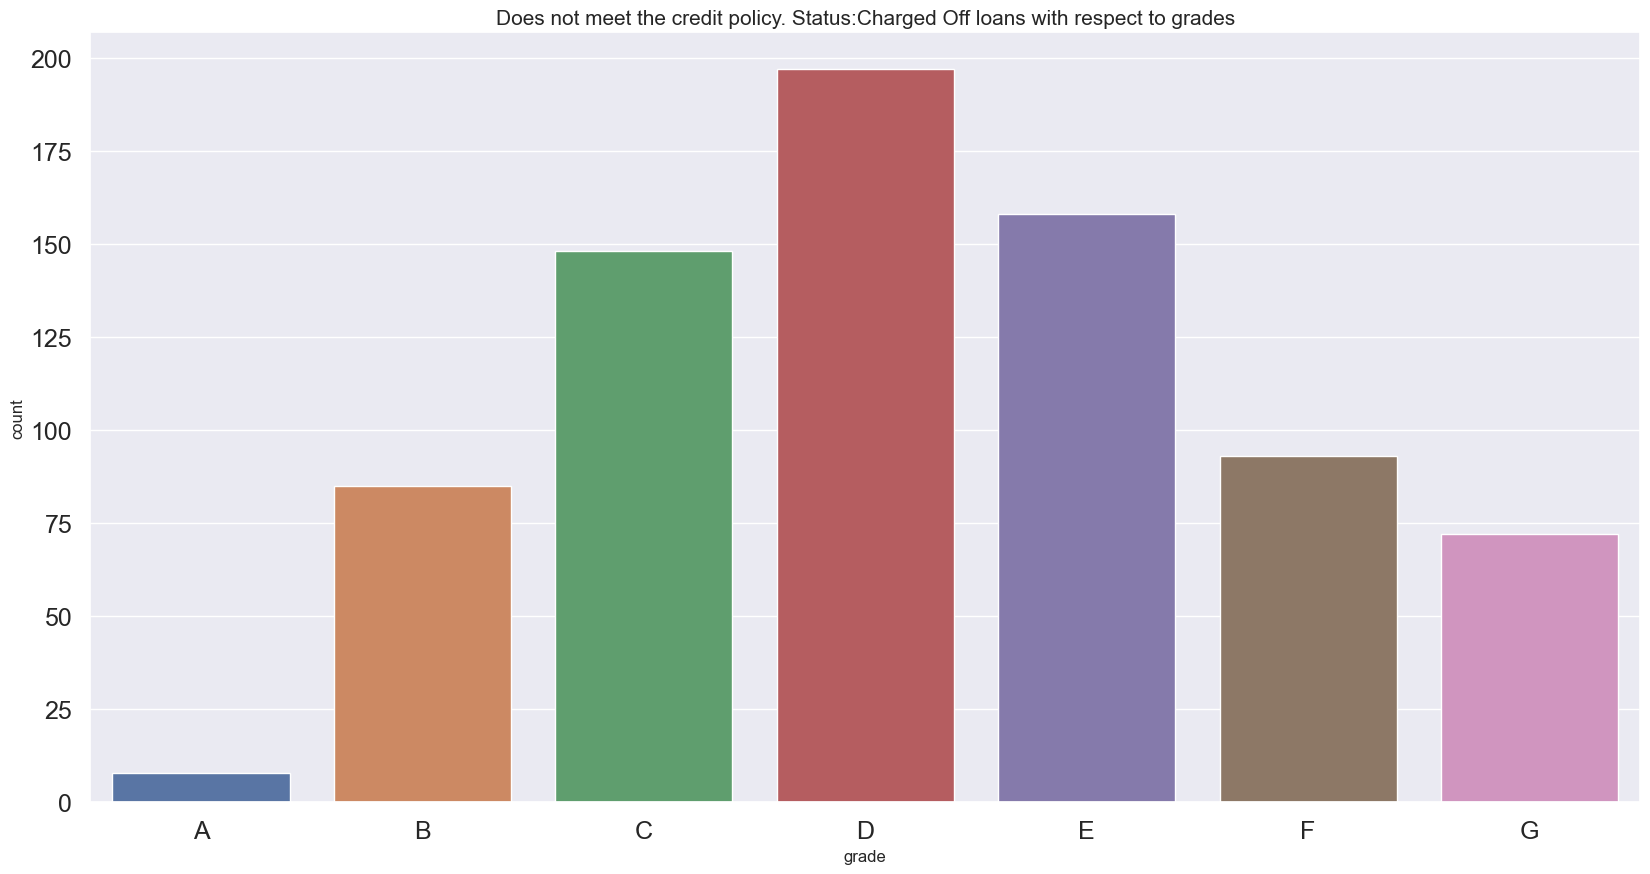 Does not meet the credit policy. Status:Charged Off loans with respect to grades
200
175
150
125
100
75
50
25
0
count
A B C D E F G
grade